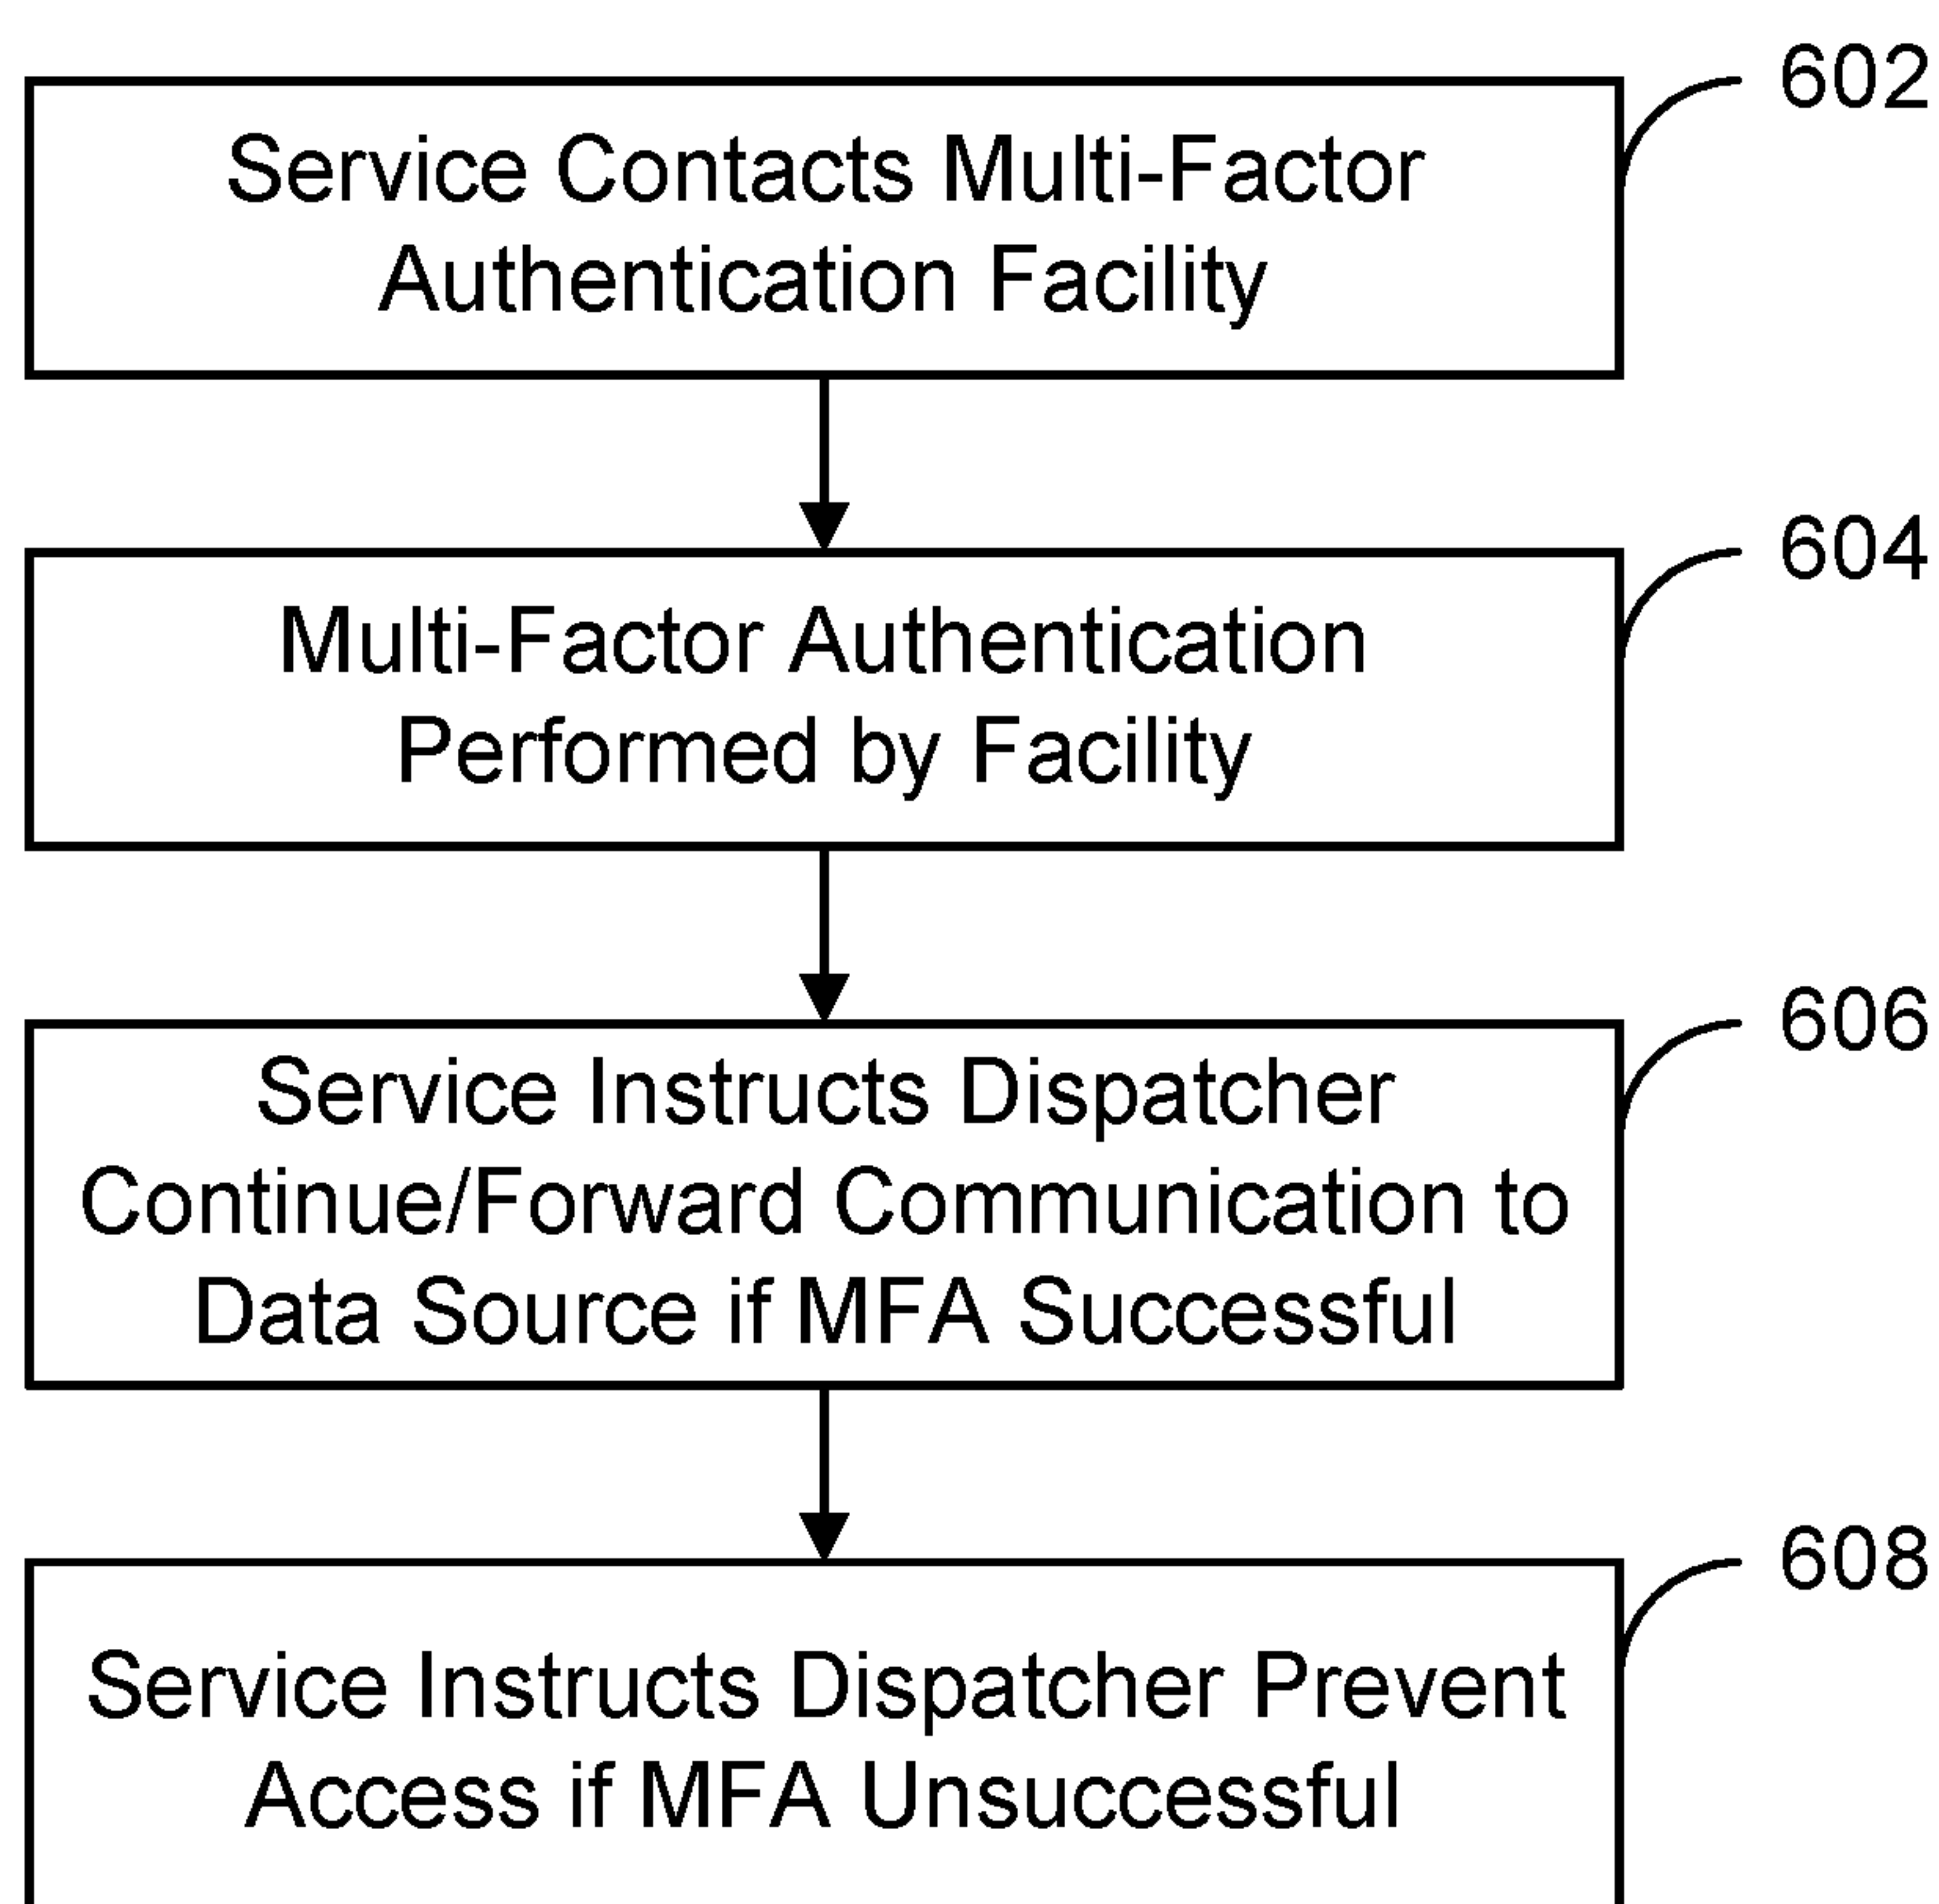 602
Service Contacts Multi-Factor
Authentication Facility
604
Multi-Factor Authentication
Performed by Facility
606
Service Instructs Dispatcher
Continue/Forward Communication to
Data Source if MFA Successful
608
Service Instructs Dispatcher Prevent
Access if MFA Unsuccessful